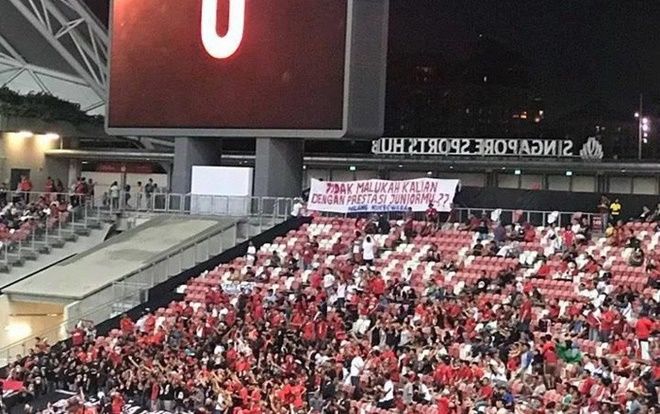 0
SINGAPORE SPORTS HUB
TIDAK MALUKAH KALIAN
DENGAN PRESTASI JUNIORMU.??